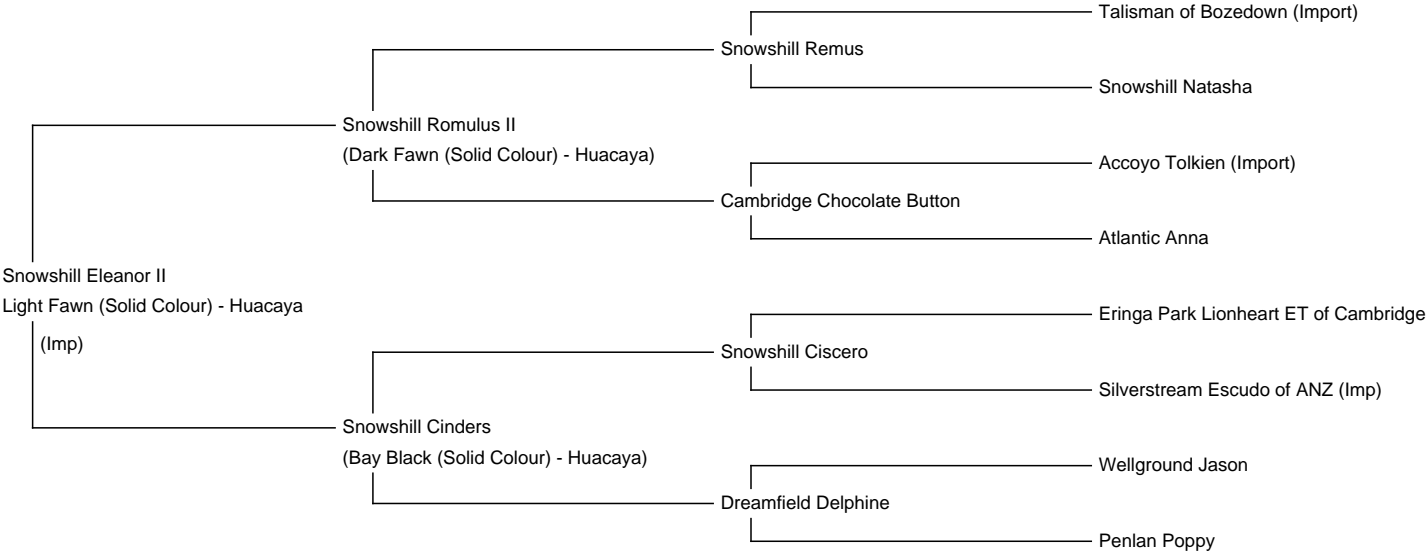 Talisman of Bozedown (Import)
Snowshill Remus
Snowshill Natasha
Snowshill Romulus II
(Dark Fawn (Solid Colour) - Huacaya)
Accoyo Tolkien (Import)
Cambridge Chocolate Button
Atlantic Anna
Snowshill Eleanor II
Light Fawn (Solid Colour) - Huacaya
(Imp)
Eringa Park Lionheart ET of Cambridge
Snowshill Ciscero
Silverstream Escudo of ANZ (Imp)
Snowshill Cinders
(Bay Black (Solid Colour) - Huacaya)
Wellground Jason
Dreamfield Delphine
Penlan Poppy